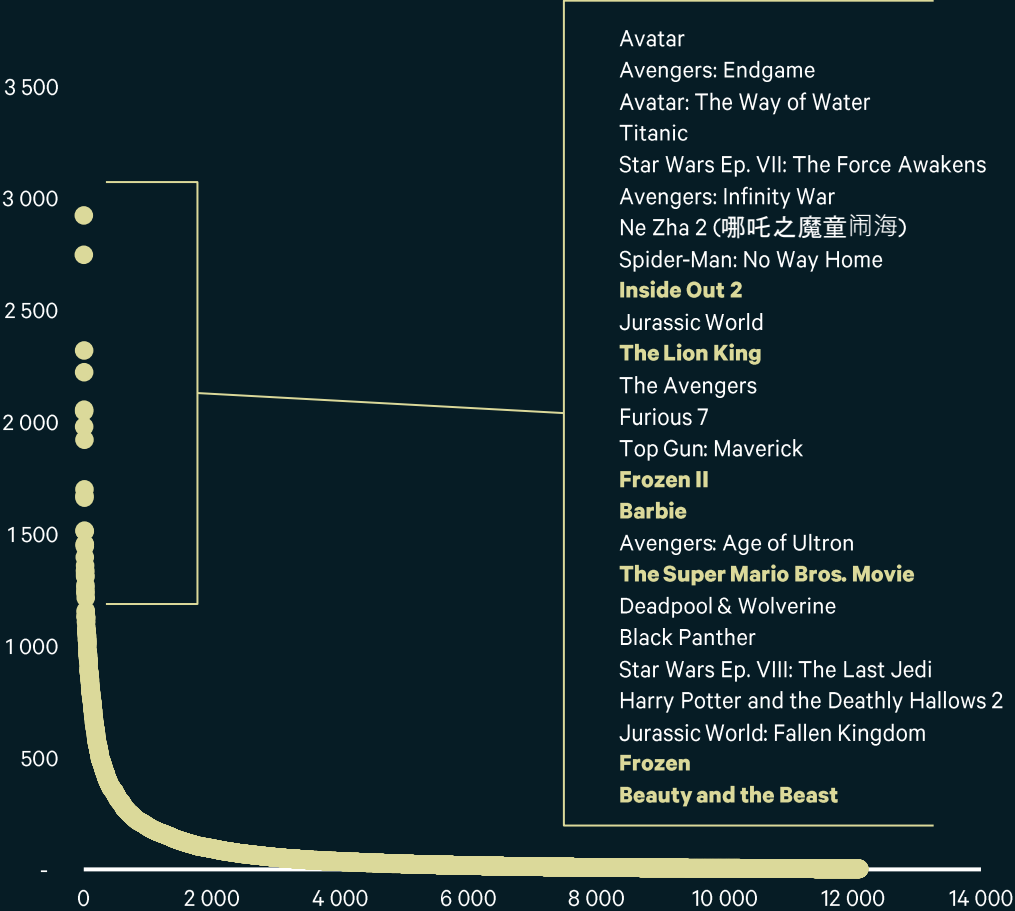 3 500
3 000
2 500
2 000
1 500
1 000
500
-
0
2 000
4 000
6 000
8 000
10 000
12 000
14 000
Avatar
Avengers: Endgame
Avatar: The Way of Water
Titanic
Star Wars Ep. VII: The Force Awakens
Avengers: Infinity War
Ne Zha 2 (哪吒之魔童闹海)
Spider-Man: No Way Home
Inside Out 2
Jurassic World
The Lion King
The Avengers
Furious 7
Top Gun: Maverick
Frozen II
Barbie
Avengers: Age of Ultron
The Super Mario Bros. Movie
Deadpool & Wolverine
Black Panther
Star Wars Ep. VIII: The Last Jedi
Harry Potter and the Deathly Hallows 2
Jurassic World: Fallen Kingdom
Frozen
Beauty and the Beast